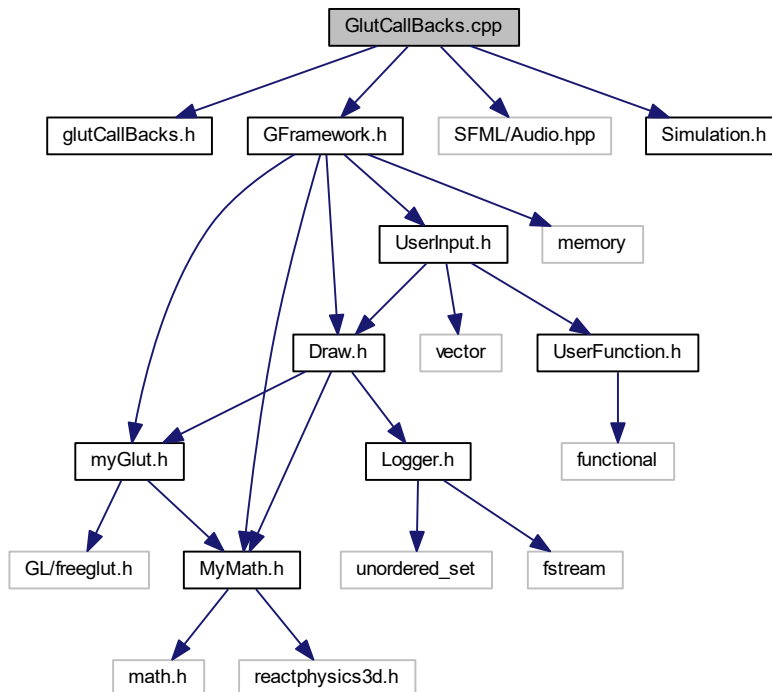 GlutCallBacks.cpp
glutCallBacks.h
GFramework.h
SFML/Audio.hpp
Simulation.h
UserInput.h
memory
Draw.h
vector
UserFunction.h
myGlut.h
Logger.h
functional
GL/freeglut.h
MyMath.h
unordered_set
fstream
math.h
reactphysics3d.h